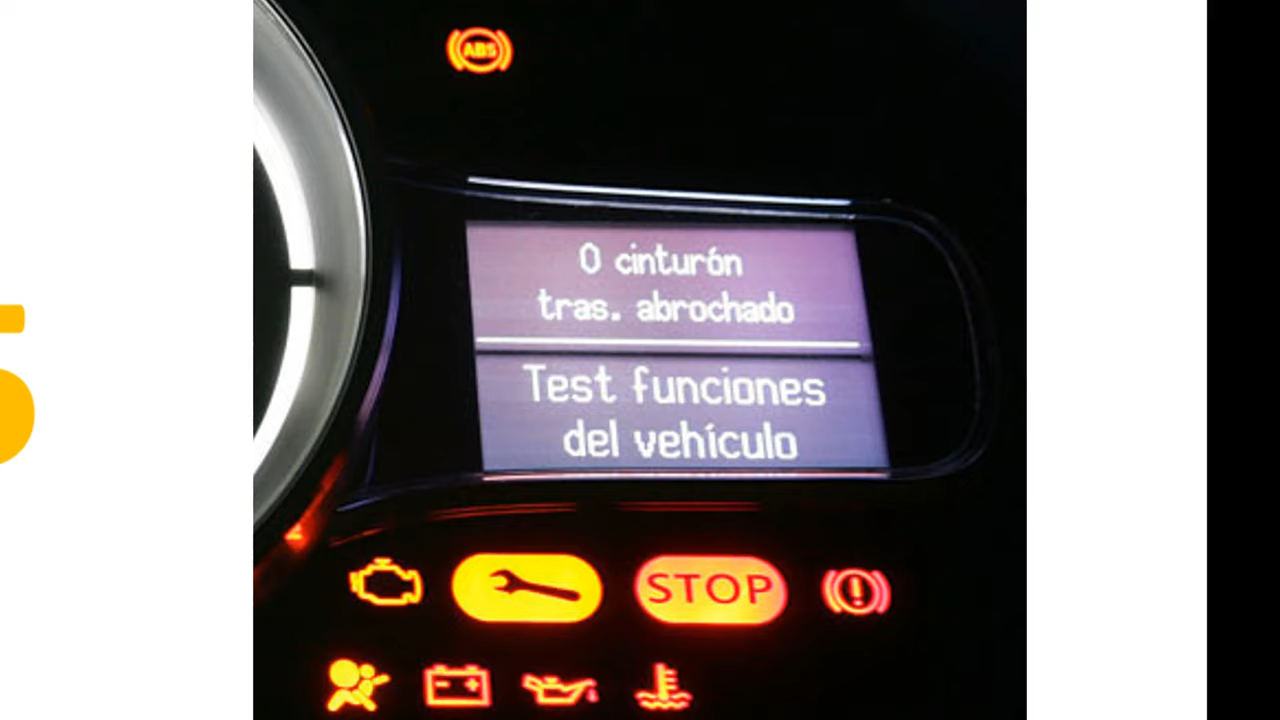 ABS
0 cinturón
tras. abrochado
Test funciones
del vehículo
STOP